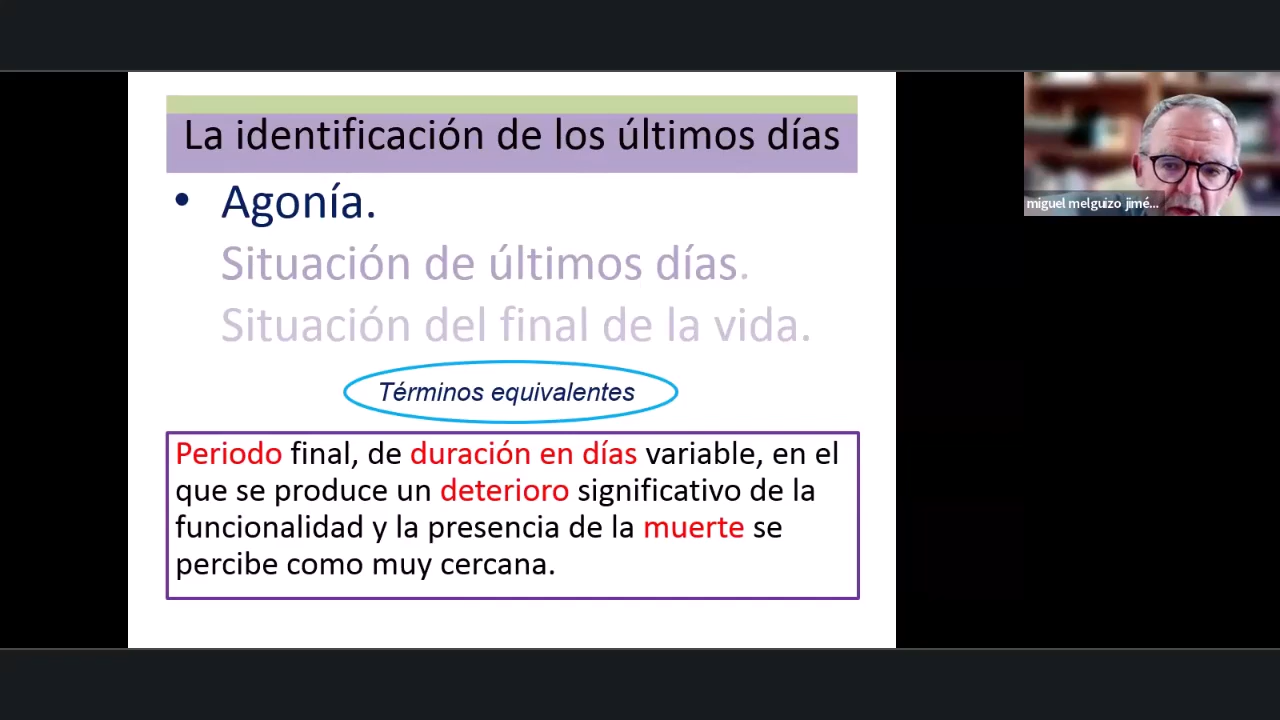 La identificación de los últimos días
• Agonía.
Situación de últimos días.
Situación del final de la vida.
Términos equivalentes
Periodo final, de duración en días variable, en el
que se produce un deterioro significativo de la
funcionalidad y la presencia de la muerte se
percibe como muy cercana.
miguel melguizo jimé...